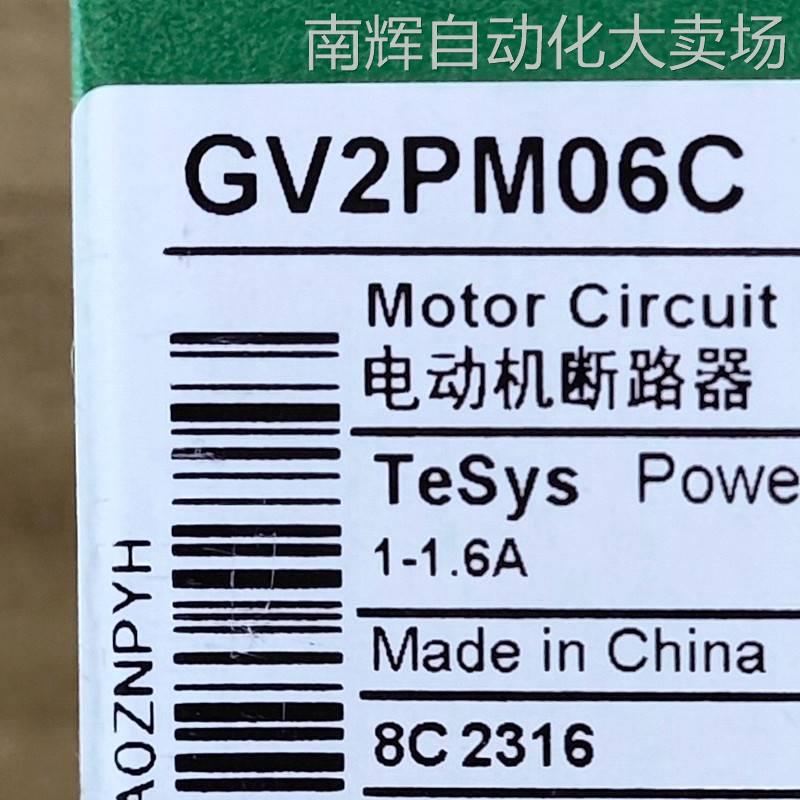 南辉自动化大卖场
GV2PM06C
Motor Circuit
电动机断路器
TeSys Powe
1-1.6A
Made in China
8C 2316
A0ZNPYH